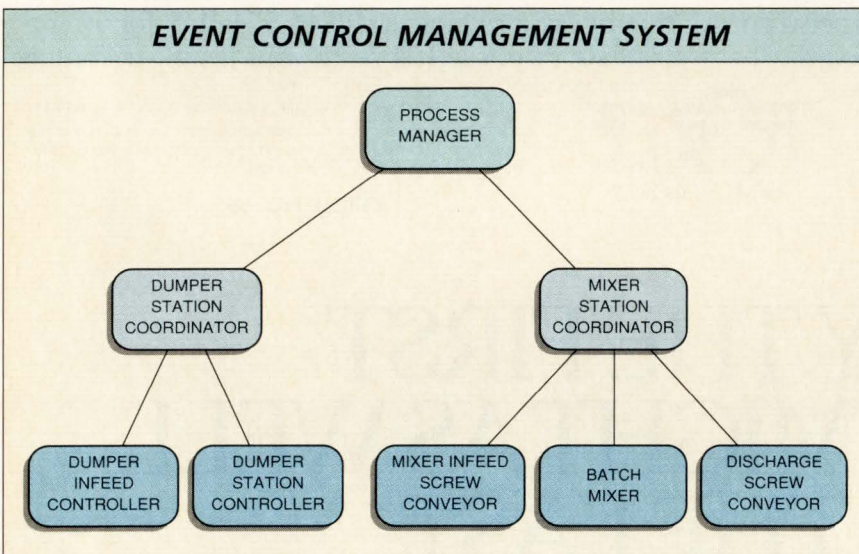 EVENT CONTROL MANAGEMENT SYSTEM
PROCESS
MANAGER
DUMPER
STATION
COORDINATOR
MIXER
STATION
COORDINATOR
DUMPER
INFEED
CONTROLLER
DUMPER
STATION
CONTROLLER
MIXER INFEED
SCREW
CONVEYOR
BATCH
MIXER
DISCHARGE
SCREW
CONVEYOR